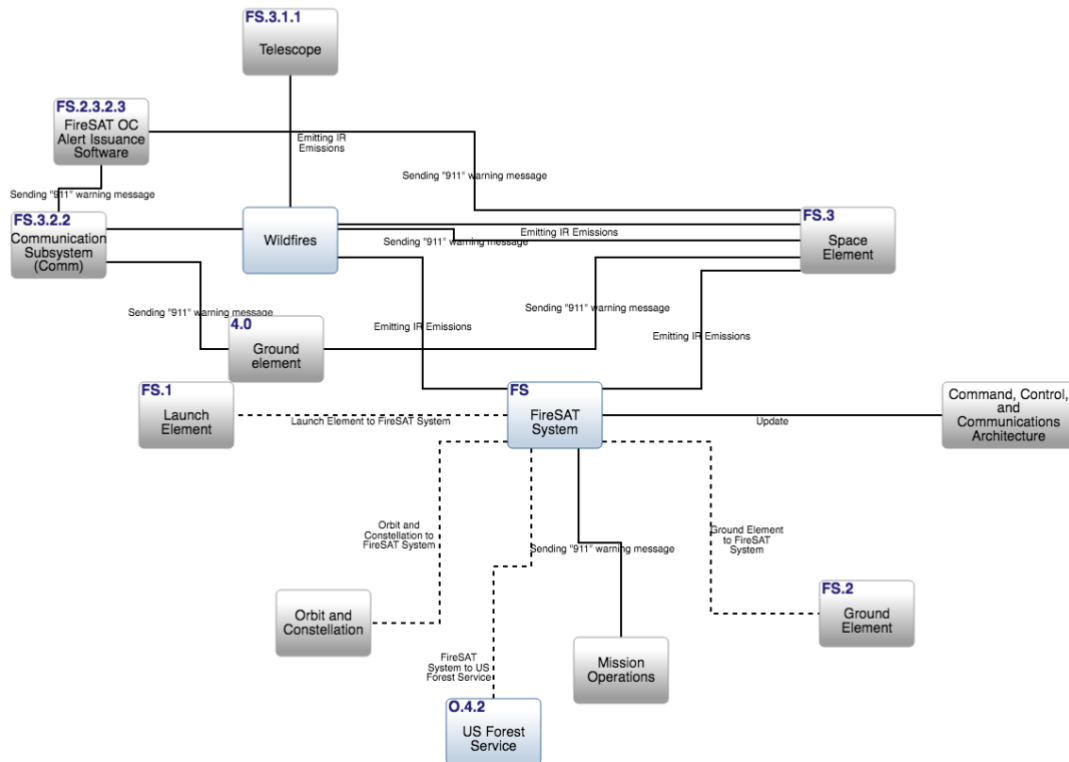 FS.3.1.1
Telescope
FS.2.3.2.3
FireSAT OC
Alert Issuance
Software
Emitting IR
Emissions
Sending "911" warning message
Sending "911" warning message
FS.3.2.2
Communication
Subsystem
(Comm)
Wildfires
Emitting IR Emissions
Sending "911" warning message
FS.3
Space
Element
Sending "911" warning message
Sending "911" warning message
4.0
Ground
element
Emitting IR Emissions
Emitting IR Emissions
FS.1
Launch
Element
Launch Element to FireSAT System
FS
FireSAT
System
Update
Command, Control,
and
Communications
Architecture
Orbit and
Constellation to
FireSAT System
Sending "911" warning message
Ground Element
to FireSAT
System
Orbit and
Constellation
FS.2
Ground
Element
FireSAT
System to US
Forest Service
Mission
Operations
O.4.2
US Forest
Service